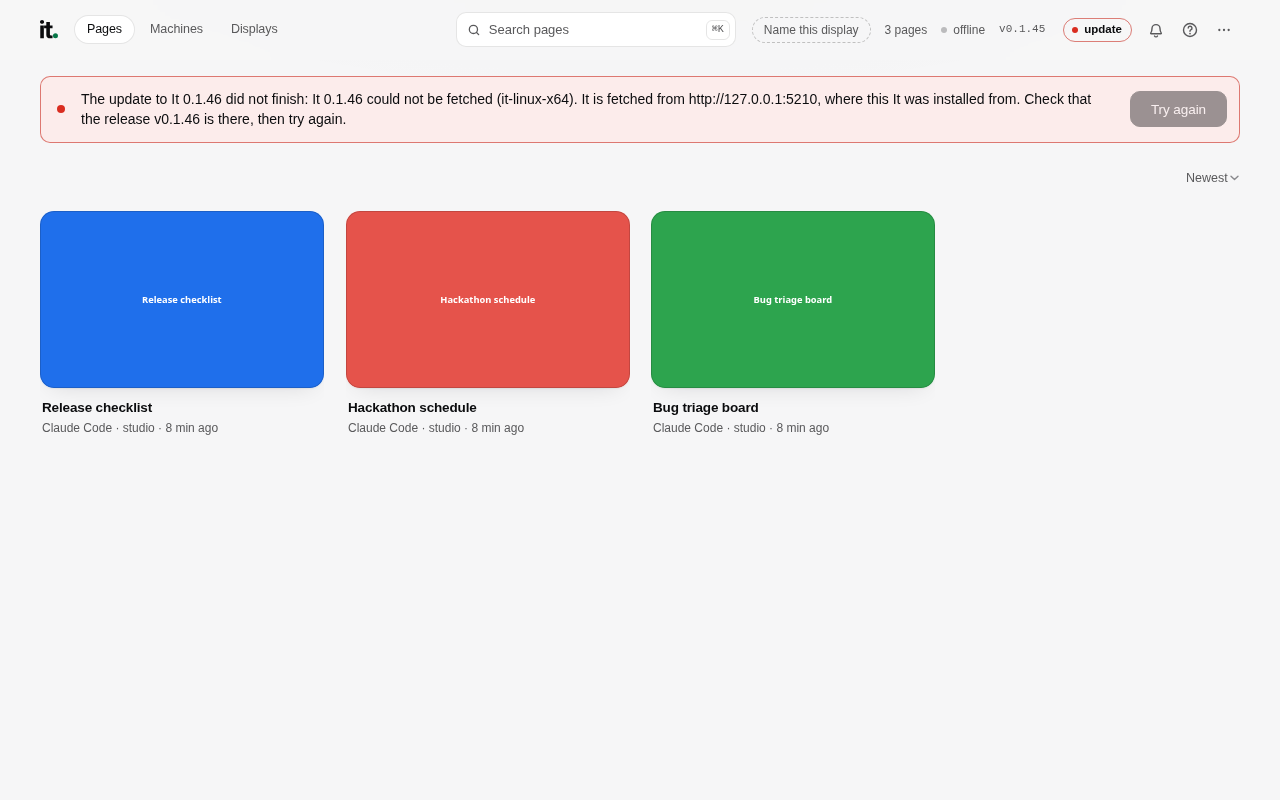 it.
Pages
Machines
Displays
Search pages
⌘K
Name this display
3 pages
offline
v0.1.45
update
The update to It 0.1.46 did not finish: It 0.1.46 could not be fetched (it-linux-x64). It is fetched from http://127.0.0.1:5210, where this It was installed from. Check that
the release v0.1.46 is there, then try again.
Try again
Newest
Release checklist
Hackathon schedule
Bug triage board
Release checklist
Claude Code · studio · 8 min ago
Hackathon schedule
Claude Code · studio · 8 min ago
Bug triage board
Claude Code · studio · 8 min ago